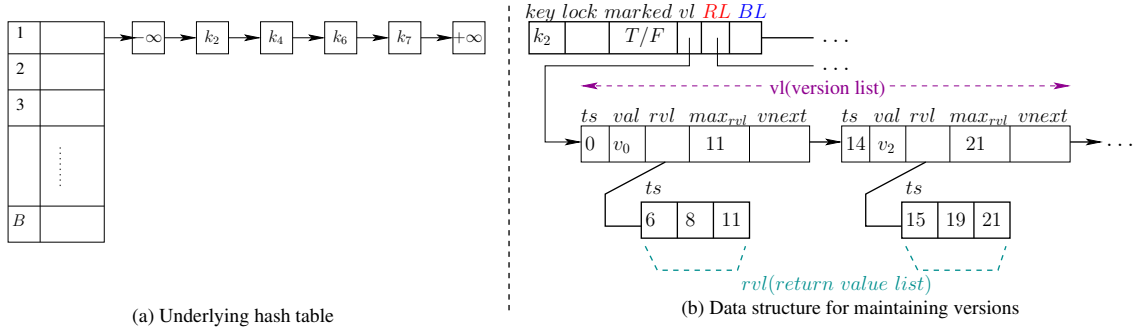 1 −∞ k₂ k₄ k₆ k₇ +∞
2
3
........
B
(a) Underlying hash table
key lock marked vl RL BL
k₂ T/F ...
...
vl(version list)
ts val rvl max_rvl vnext ts val rvl max_rvl vnext
0 v₀ 11 14 v₂ 21 ...
ts ts
6 8 11 15 19 21
rvl(return value list)
(b) Data structure for maintaining versions